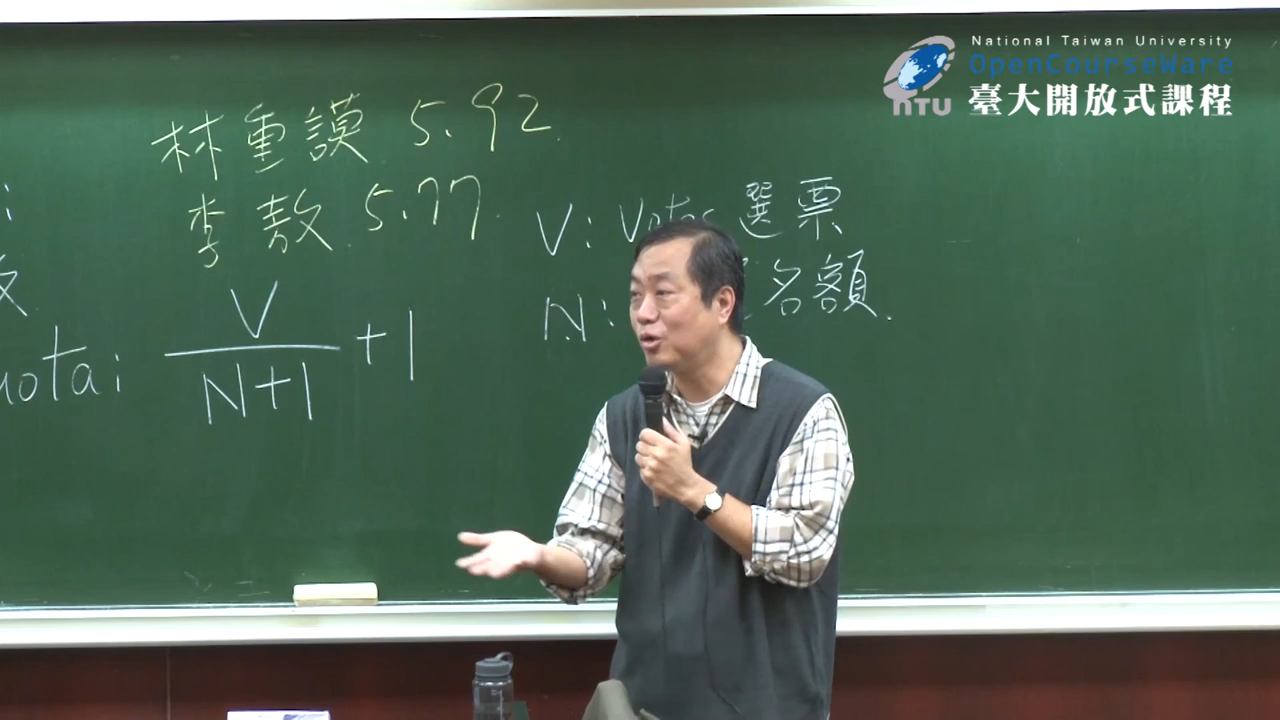 National Taiwan University
OpenCourseWare
NTU 臺大開放式課程
林重謨 5.92
李敖 5.77
V: Votes 選票
N: 名額.
uota: V
N+1 +1